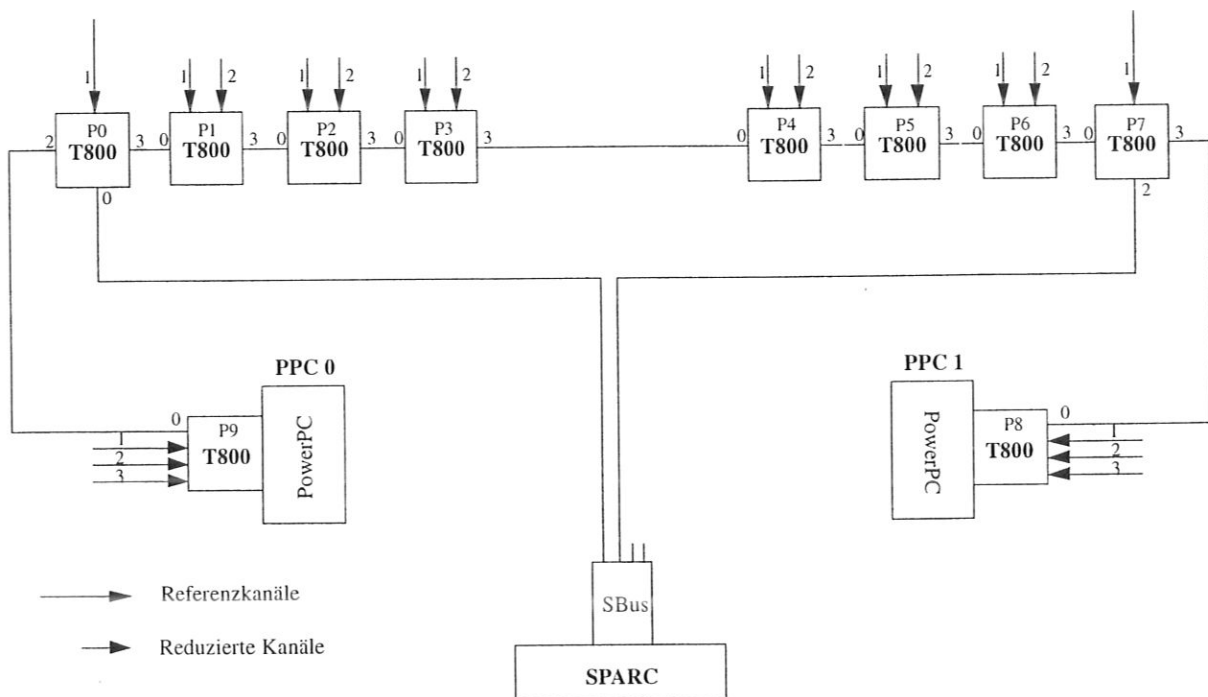 1 1 2 1 2 1 2 1 2 1 2 1 2 1
2 P0 3 0 P1 3 0 P2 3 0 P3 3 0 P4 3 0 P5 3 0 P6 3 0 P7 3
T800 T800 T800 T800 T800 T800 T800 T800
0 2
PPC 0 PPC 1
0 P9 PowerPC PowerPC P8 0
T800 T800
1 1
2 2
3 3
Referenzkanäle
SBus
Reduzierte Kanäle
SPARC